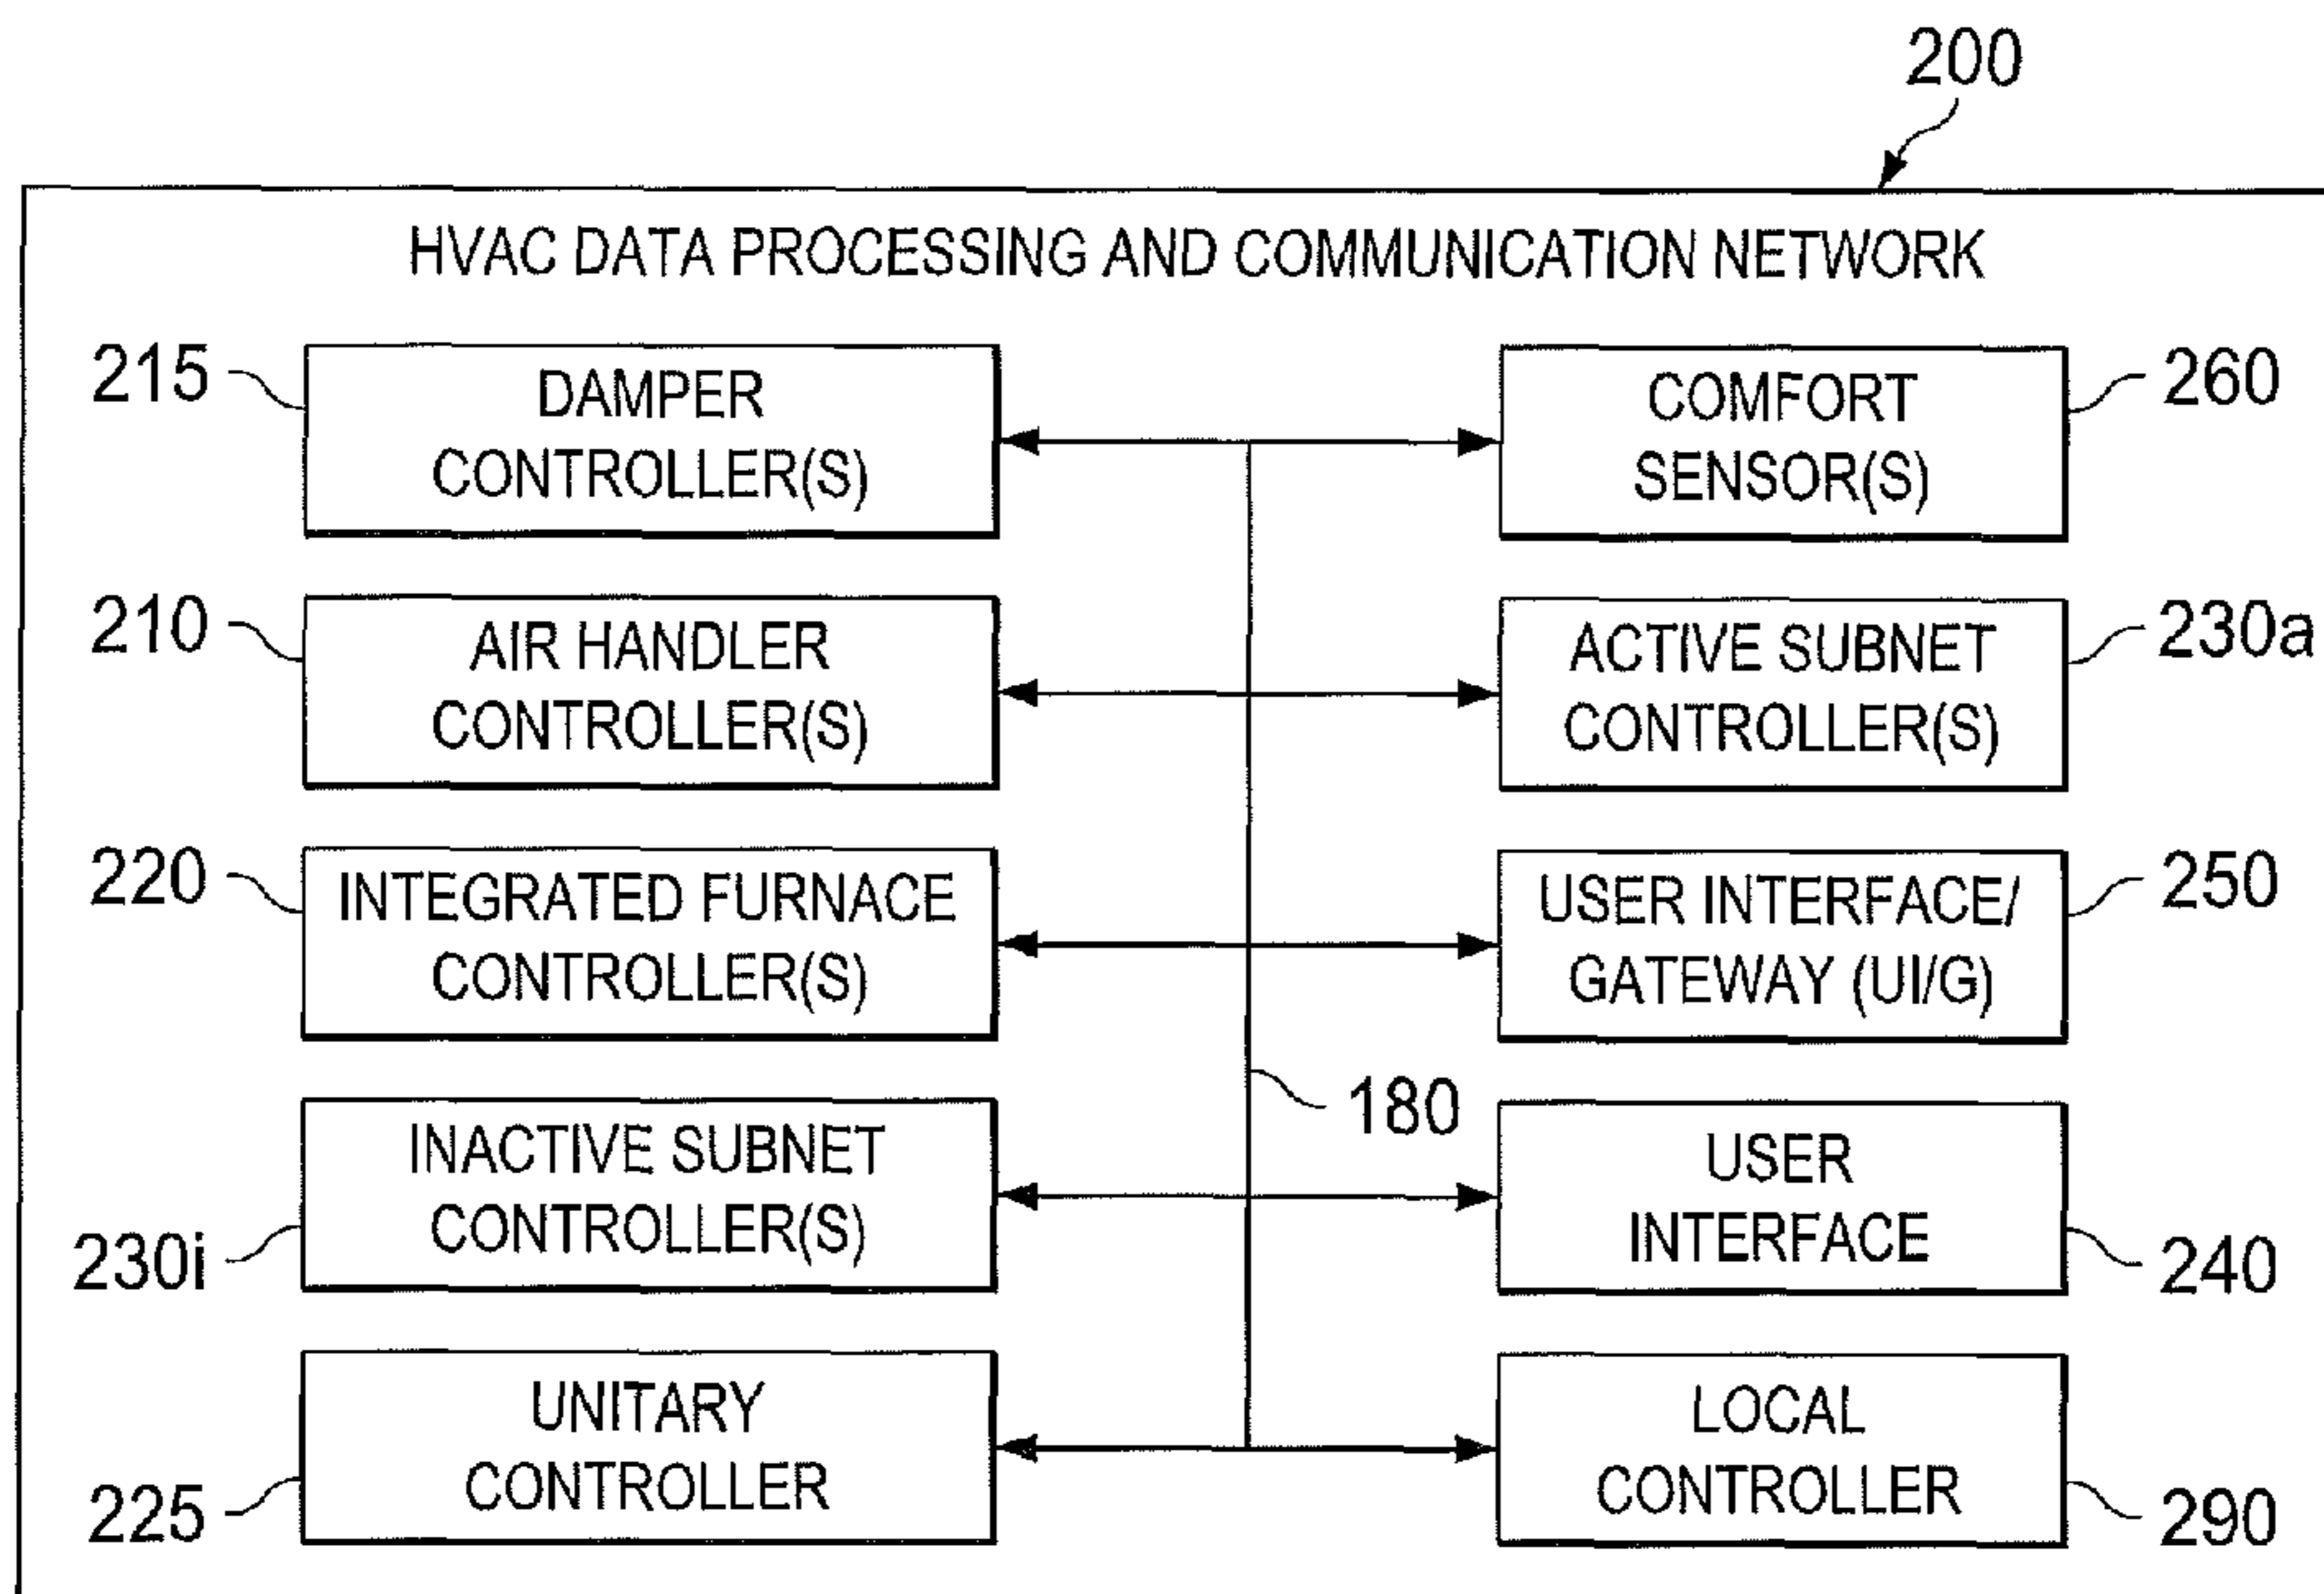 200
HVAC DATA PROCESSING AND COMMUNICATION NETWORK
215
DAMPER
CONTROLLER(S)
COMFORT
SENSOR(S)
260
210
AIR HANDLER
CONTROLLER(S)
ACTIVE SUBNET
CONTROLLER(S)
230a
220
INTEGRATED FURNACE
CONTROLLER(S)
USER INTERFACE/
GATEWAY (UI/G)
250
180
230i
INACTIVE SUBNET
CONTROLLER(S)
USER
INTERFACE
240
225
UNITARY
CONTROLLER
LOCAL
CONTROLLER
290